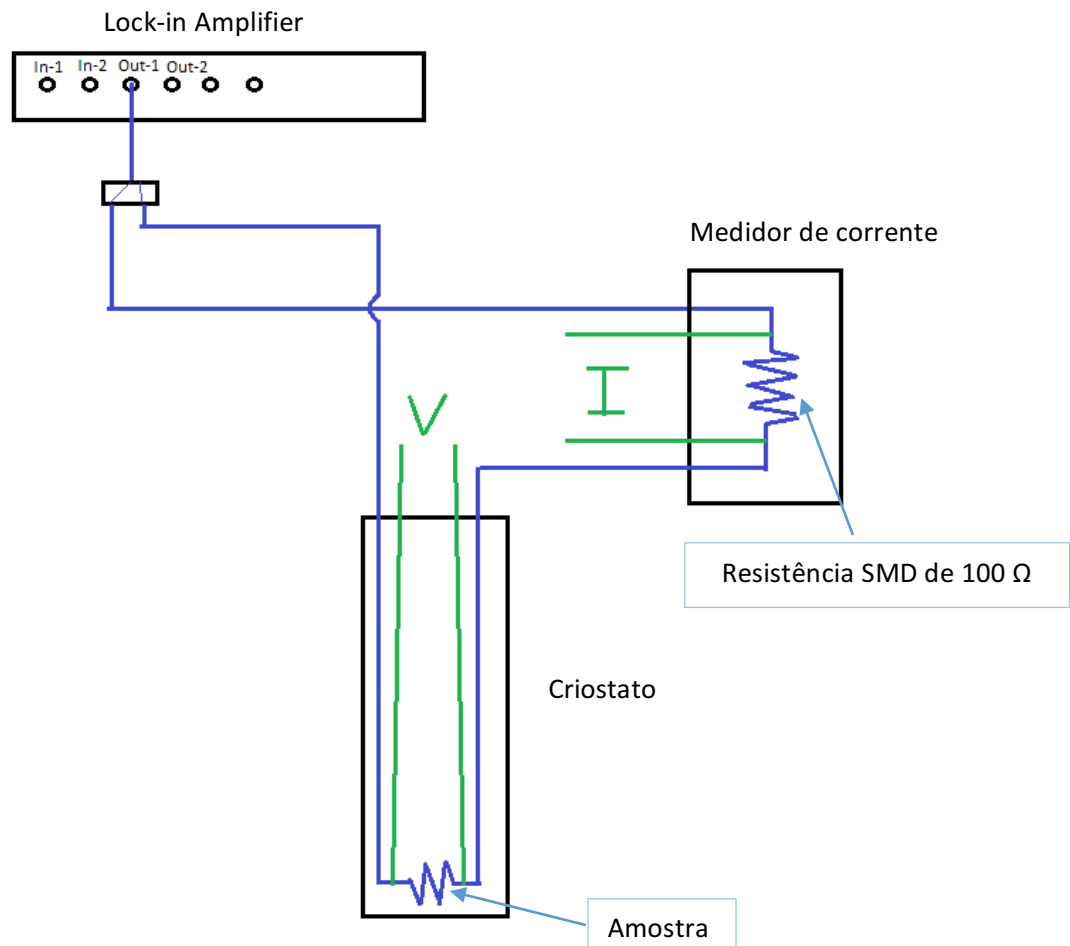 Lock-in Amplifier
In-1 In-2 Out-1 Out-2
Medidor de corrente
I
V
Resistência SMD de 100 Ω
Criostato
Amostra